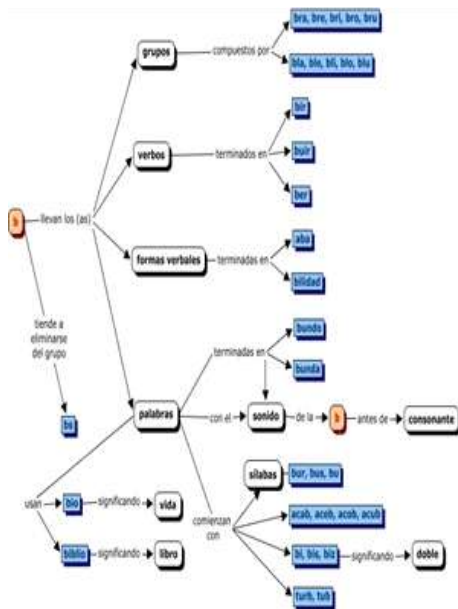 bra, bre, bri, bro, bru
grupos
compuestos por
bla, ble, bli, blo, blu
bir
verbos
terminados en
buir
ber
b
llevan los (as)
aba
formas verbales
terminadas en
bilidad
tiende a
eliminarse
del grupo
bs
bundo
terminadas en
bunda
palabras
con el
sonido
de la
b
antes de
consonante
sílabas
bur, bus, bu
usan
bio
significando
vida
comienzan
con
acab, aceb, acob, acub
biblio
significando
libro
bi, bis, biz
significando
doble
turb, tub